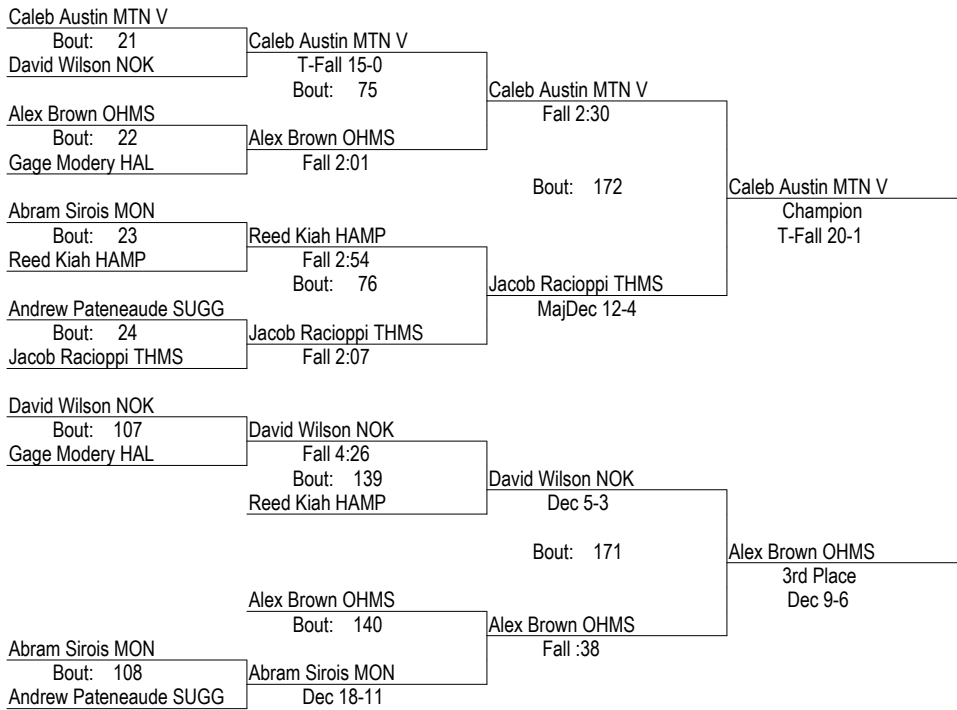 Caleb Austin MTN V
Bout: 21
Caleb Austin MTN V
David Wilson NOK
T-Fall 15-0
Bout: 75
Caleb Austin MTN V
Alex Brown OHMS
Fall 2:30
Bout: 22
Alex Brown OHMS
Gage Modery HAL
Fall 2:01
Bout: 172
Caleb Austin MTN V
Abram Sirois MON
Champion
Bout: 23
Reed Kiah HAMP
T-Fall 20-1
Reed Kiah HAMP
Fall 2:54
Bout: 76
Jacob Racioppi THMS
Andrew Pateneaude SUGG
MajDec 12-4
Bout: 24
Jacob Racioppi THMS
Jacob Racioppi THMS
Fall 2:07
David Wilson NOK
Bout: 107
David Wilson NOK
Gage Modery HAL
Fall 4:26
Bout: 139
David Wilson NOK
Reed Kiah HAMP
Dec 5-3
Bout: 171
Alex Brown OHMS
3rd Place
Alex Brown OHMS
Dec 9-6
Bout: 140
Alex Brown OHMS
Abram Sirois MON
Fall :38
Bout: 108
Abram Sirois MON
Andrew Pateneaude SUGG
Dec 18-11